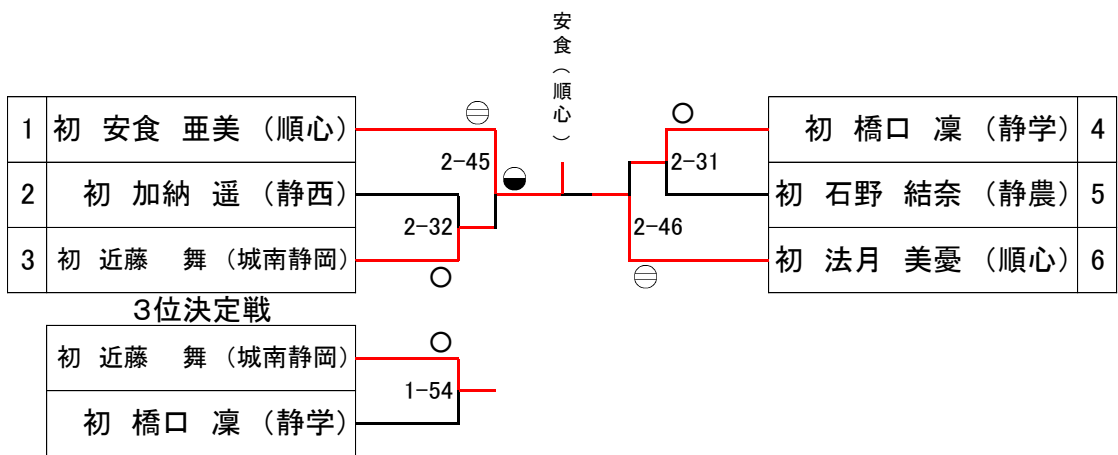 安食（順心）
1 初 安食 亜美 （順心）
2 初 加納 遥 （静西）
3 初 近藤 舞 （城南静岡）
2-45
2-32
初 橋口 凜 （静学） 4
初 石野 結奈 （静農） 5
初 法月 美憂 （順心） 6
2-31
2-46
3位決定戦
初 近藤 舞 （城南静岡）
初 橋口 凜 （静学）
1-54